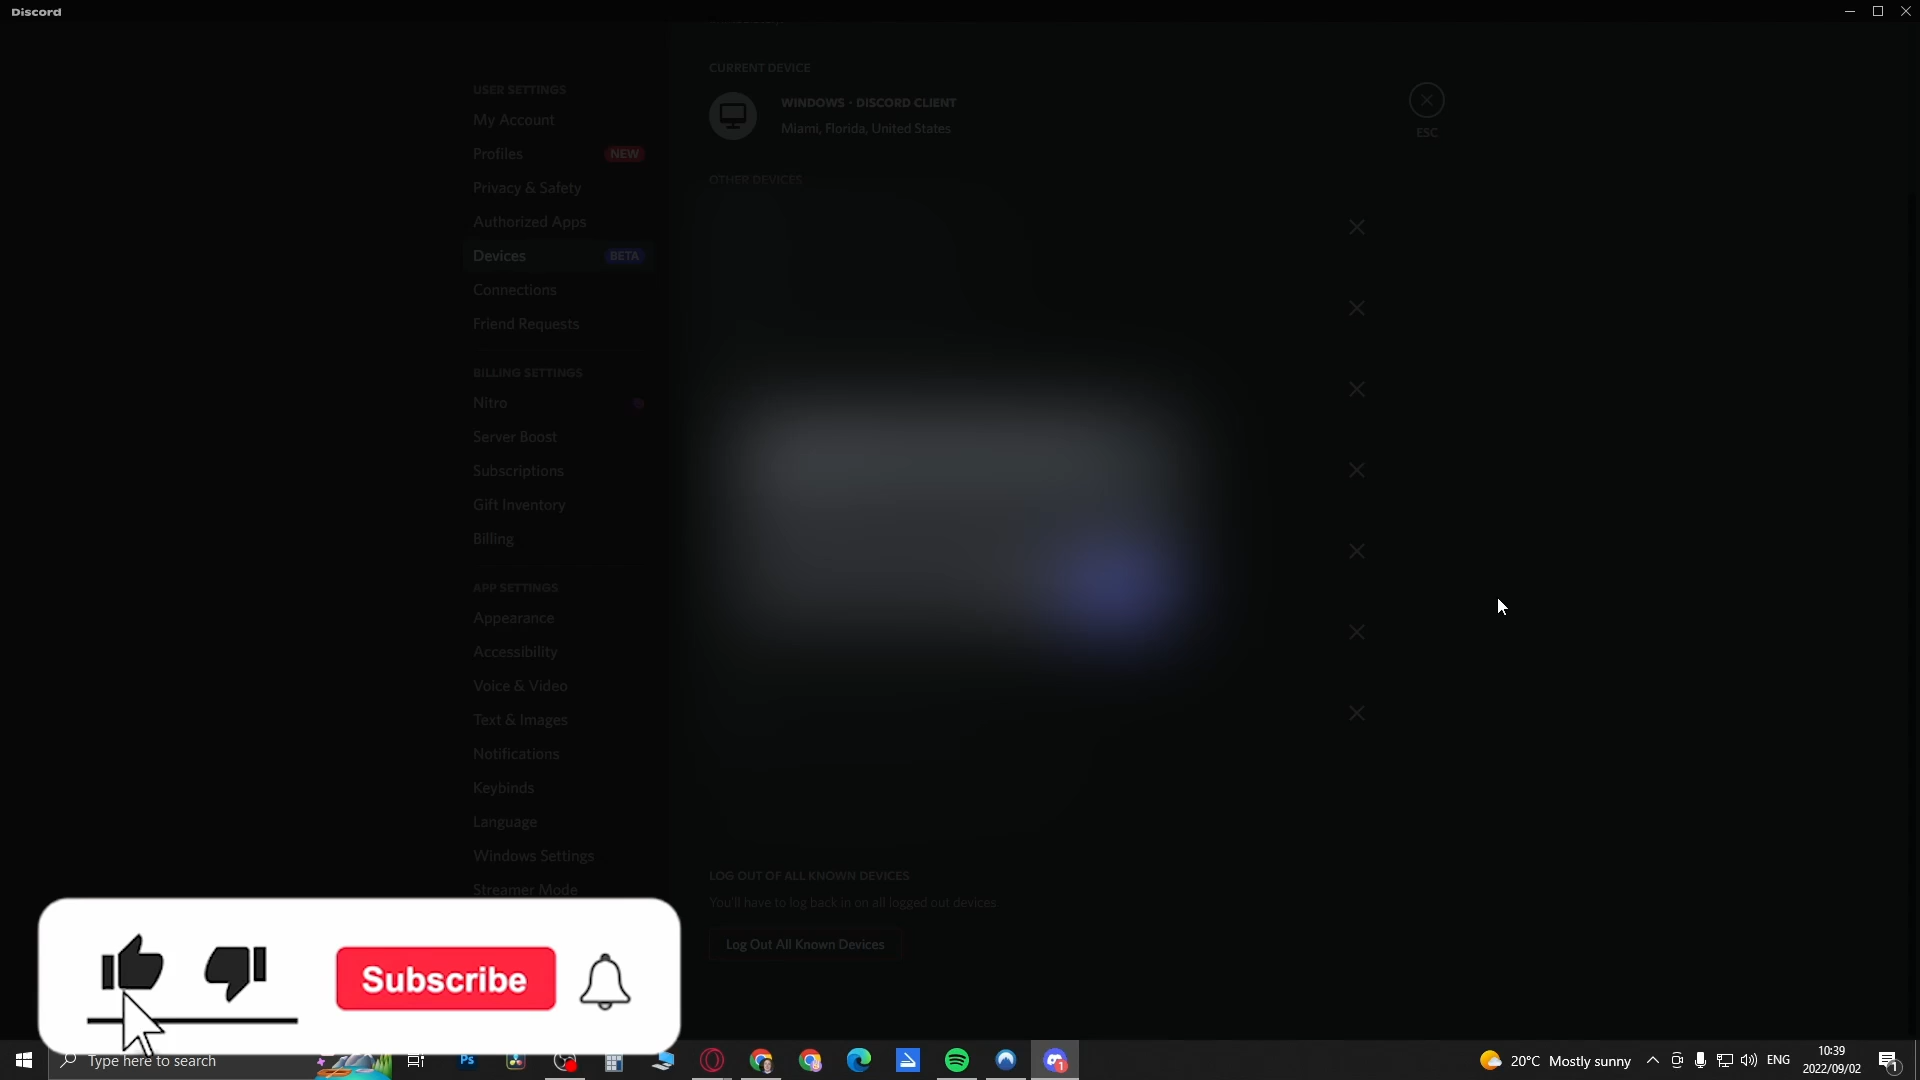 Discord
CURRENT DEVICE
WINDOWS · DISCORD CLIENT
Miami, Florida, United States
ESC
OTHER DEVICES
USER SETTINGS
My Account
Profiles NEW
Privacy & Safety
Authorized Apps
Devices BETA
Connections
Friend Requests
BILLING SETTINGS
Nitro
Server Boost
Subscriptions
Gift Inventory
Billing
APP SETTINGS
Appearance
Accessibility
Voice & Video
Text & Images
Notifications
Keybinds
Language
Windows Settings
Streamer Mode
LOG OUT OF ALL KNOWN DEVICES
You'll have to log back in on all logged out devices
Log Out All Known Devices
Subscribe
Type here to search
Ps
1
20°C Mostly sunny
ENG
10:39
2022/09/02
1